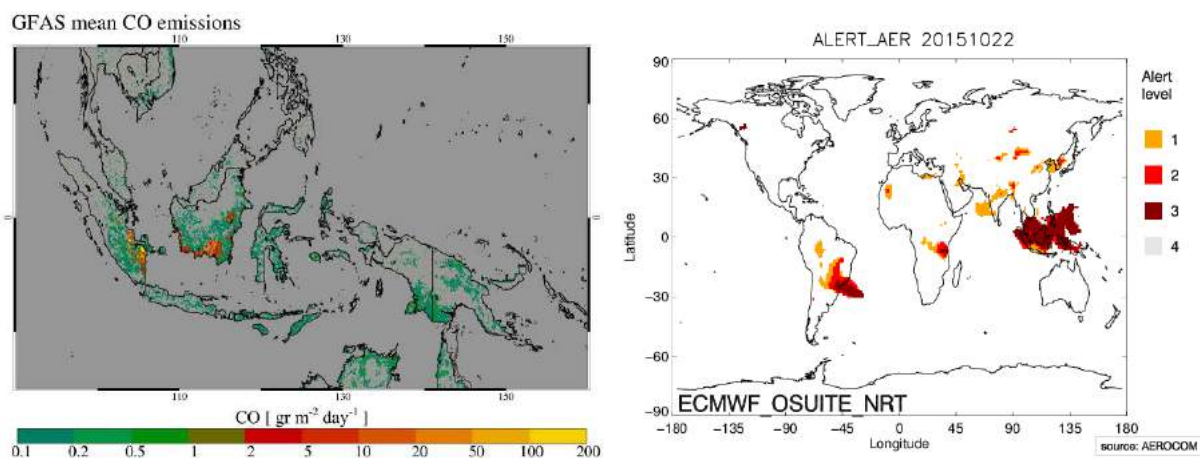 GFAS mean CO emissions
110 130 150
0 0
110 130 150
CO [ gr m⁻² day⁻¹ ]
0.1 0.2 0.5 1 2 5 10 20 50 100 200
ALERT_AER 20151022
90
60
30
0
-30
-60
-90
Latitude
-180 -135 -90 -45 0 45 90 135 180
Longitude
ECMWF_OSUITE_NRT
Alert
level
1
2
3
4
source: AEROCOM